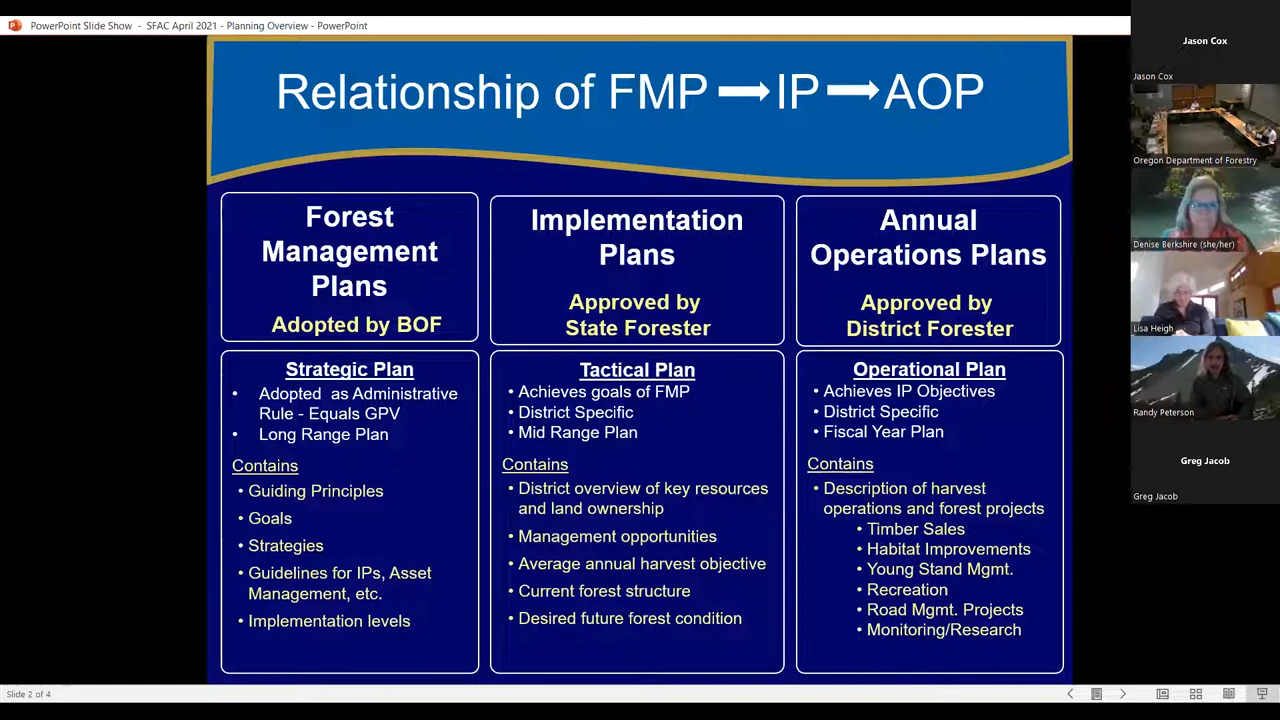 PowerPoint Slide Show - SFAC April 2021 - Planning Overview - PowerPoint
Relationship of FMP → IP → AOP
Forest
Management
Plans
Adopted by BOF
Strategic Plan
• Adopted as Administrative
Rule - Equals GPV
• Long Range Plan
Contains
• Guiding Principles
• Goals
• Strategies
• Guidelines for IPs, Asset
Management, etc.
• Implementation levels
Implementation
Plans
Approved by
State Forester
Tactical Plan
• Achieves goals of FMP
• District Specific
• Mid Range Plan
Contains
• District overview of key resources
and land ownership
• Management opportunities
• Average annual harvest objective
• Current forest structure
• Desired future forest condition
Annual
Operations Plans
Approved by
District Forester
Operational Plan
• Achieves IP Objectives
• District Specific
• Fiscal Year Plan
Contains
• Description of harvest
operations and forest projects
• Timber Sales
• Habitat Improvements
• Young Stand Mgmt.
• Recreation
• Road Mgmt. Projects
• Monitoring/Research
Slide 2 of 4
Jason Cox
Jason Cox
Oregon Department of Forestry
Denise Berkshire (she/her)
Lisa Heigh
Randy Peterson
Greg Jacob
Greg Jacob